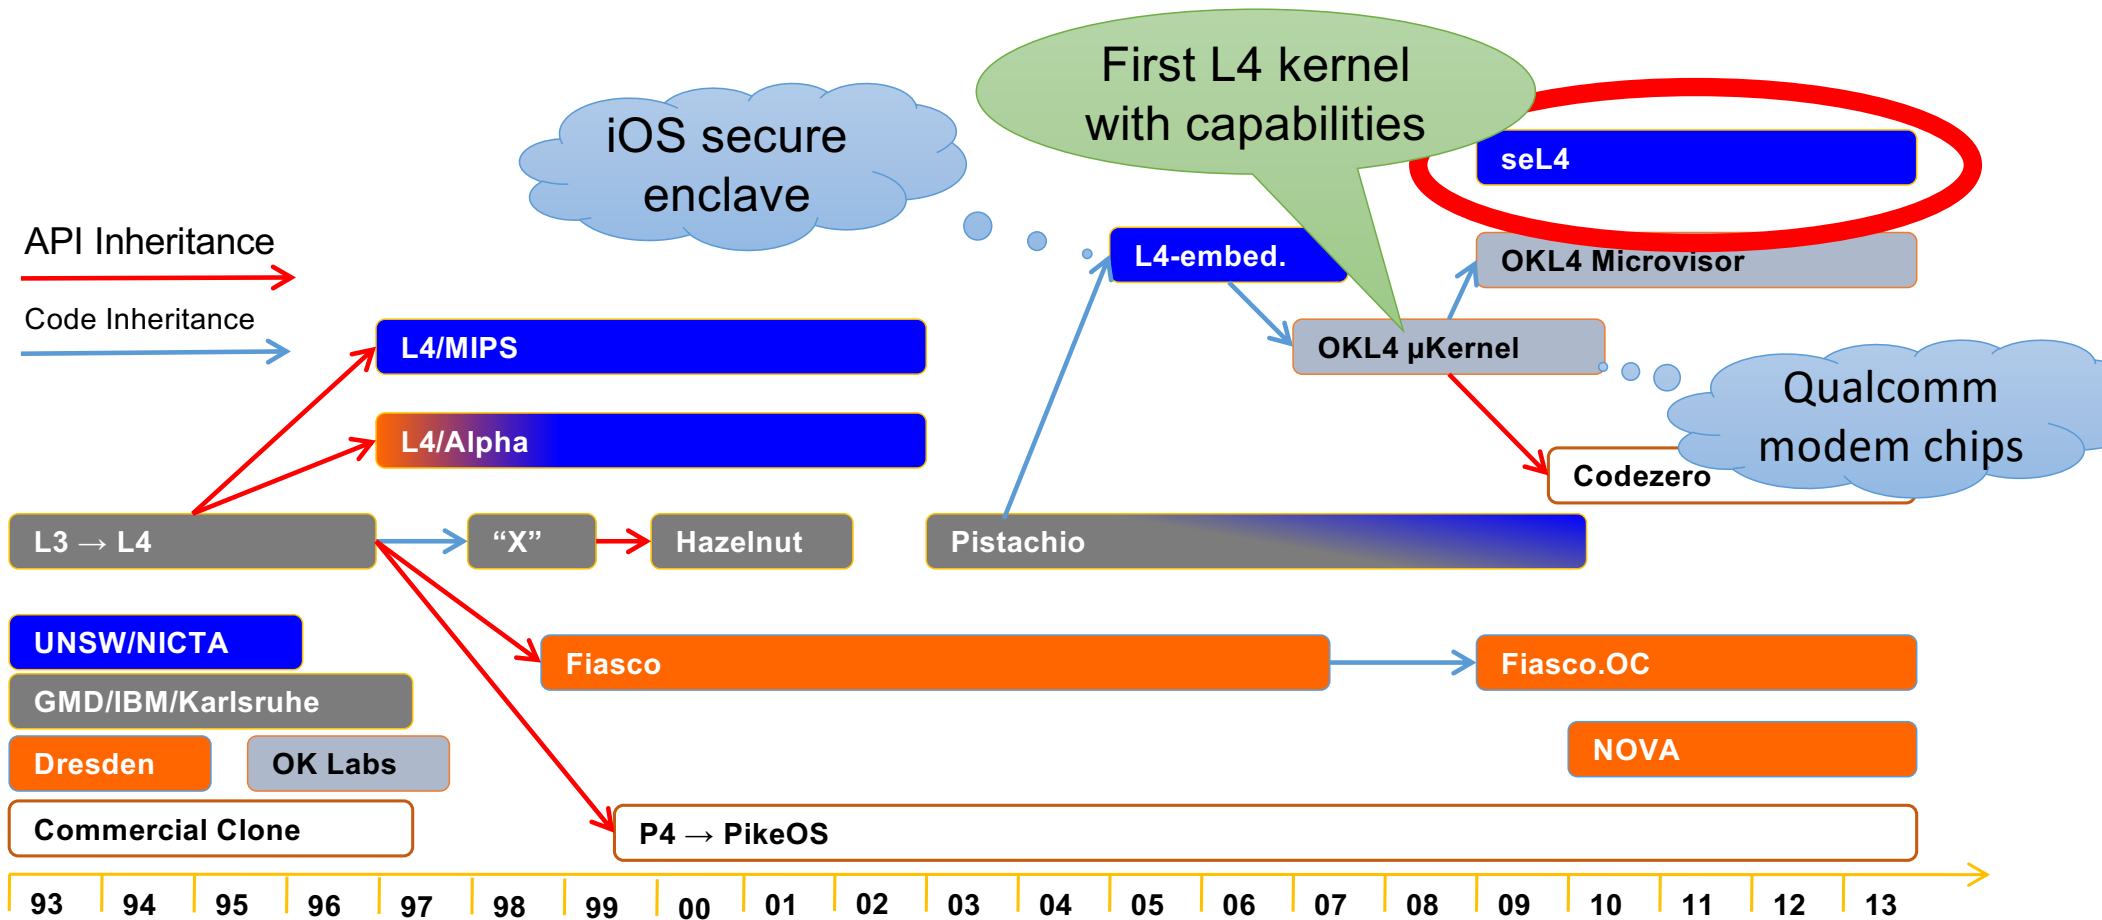 First L4 kernel
with capabilities
iOS secure
enclave
seL4
API Inheritance
L4-embed.
OKL4 Microvisor
Code Inheritance
L4/MIPS
OKL4 µKernel
Qualcomm
modem chips
L4/Alpha
Codezero
L3 → L4
“X”
Hazelnut
Pistachio
UNSW/NICTA
Fiasco
Fiasco.OC
GMD/IBM/Karlsruhe
Dresden
OK Labs
NOVA
Commercial Clone
P4 → PikeOS
93 94 95 96 97 98 99 00 01 02 03 04 05 06 07 08 09 10 11 12 13